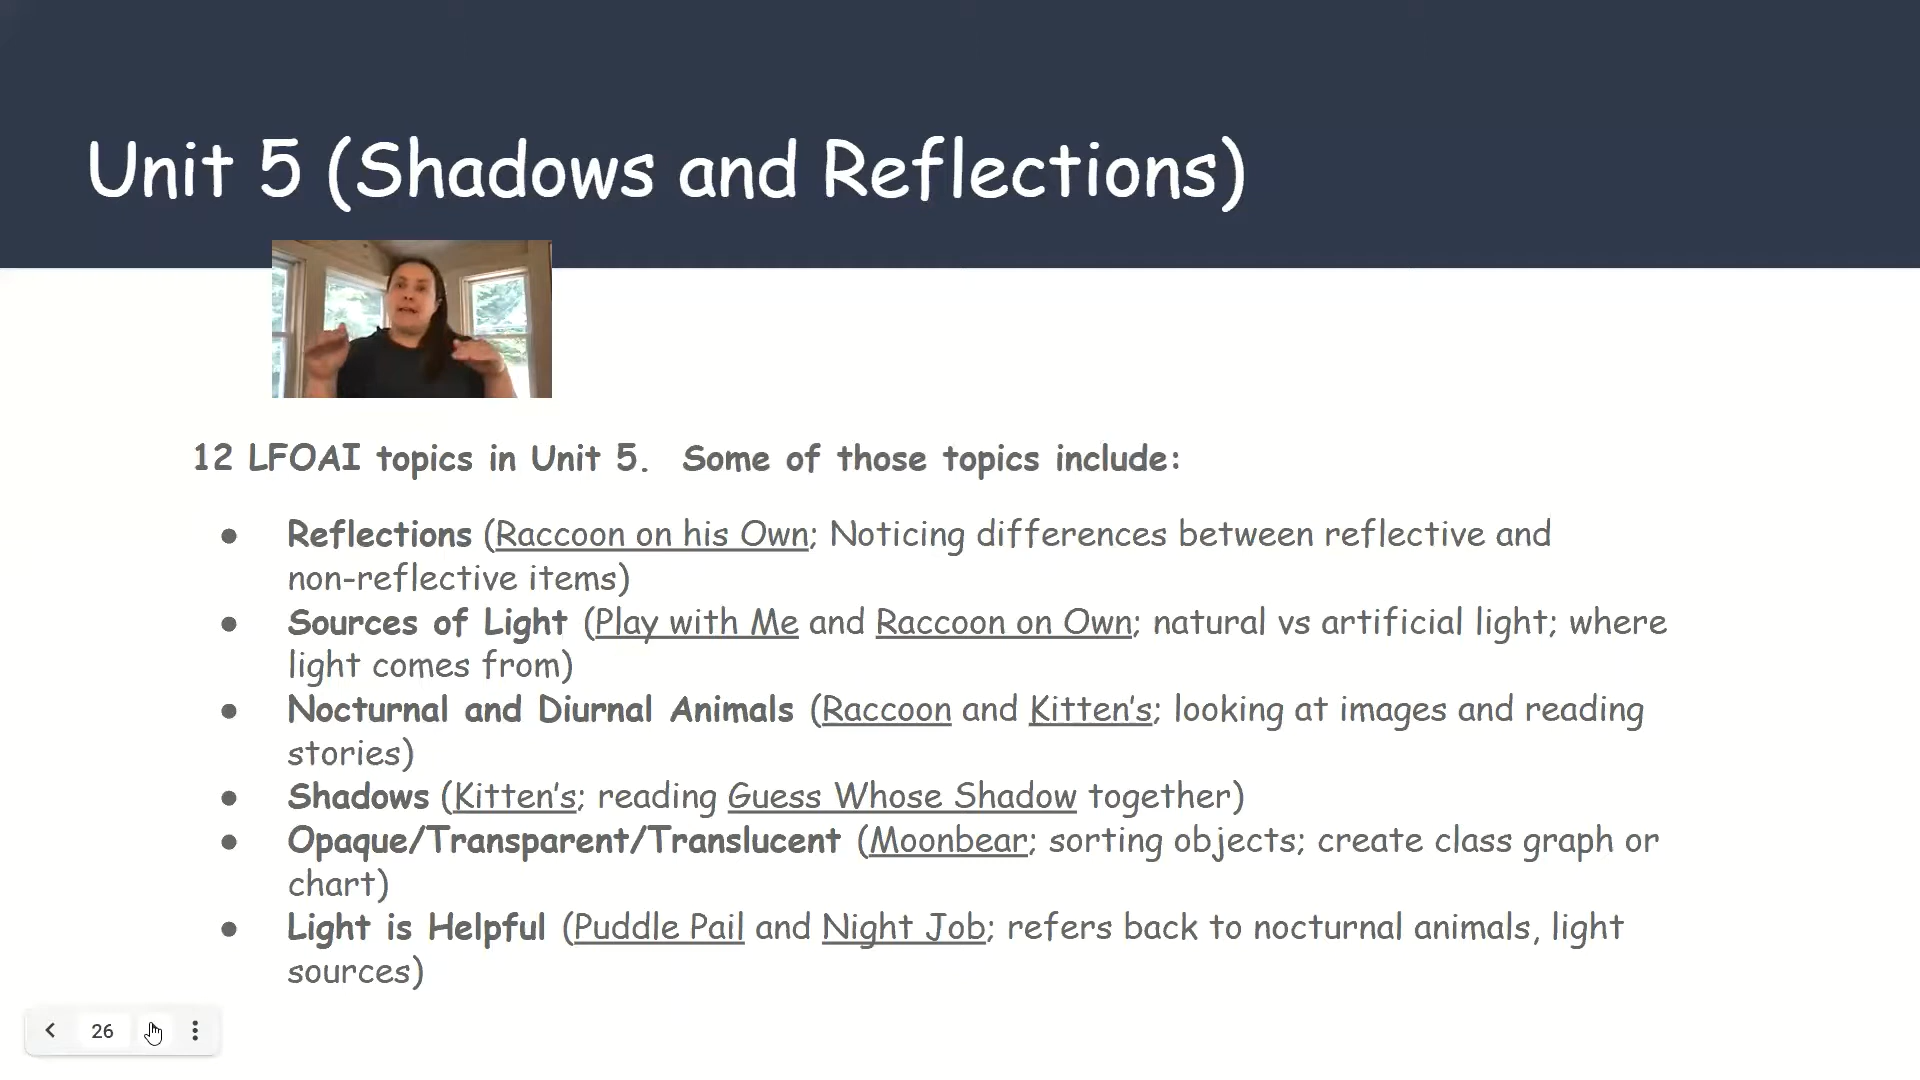 Unit 5 (Shadows and Reflections)
12 LFOAI topics in Unit 5.  Some of those topics include:
● Reflections (Raccoon on his Own; Noticing differences between reflective and
non-reflective items)
● Sources of Light (Play with Me and Raccoon on Own; natural vs artificial light; where
light comes from)
● Nocturnal and Diurnal Animals (Raccoon and Kitten's; looking at images and reading
stories)
● Shadows (Kitten's; reading Guess Whose Shadow together)
● Opaque/Transparent/Translucent (Moonbear; sorting objects; create class graph or
chart)
● Light is Helpful (Puddle Pail and Night Job; refers back to nocturnal animals, light
sources)
26